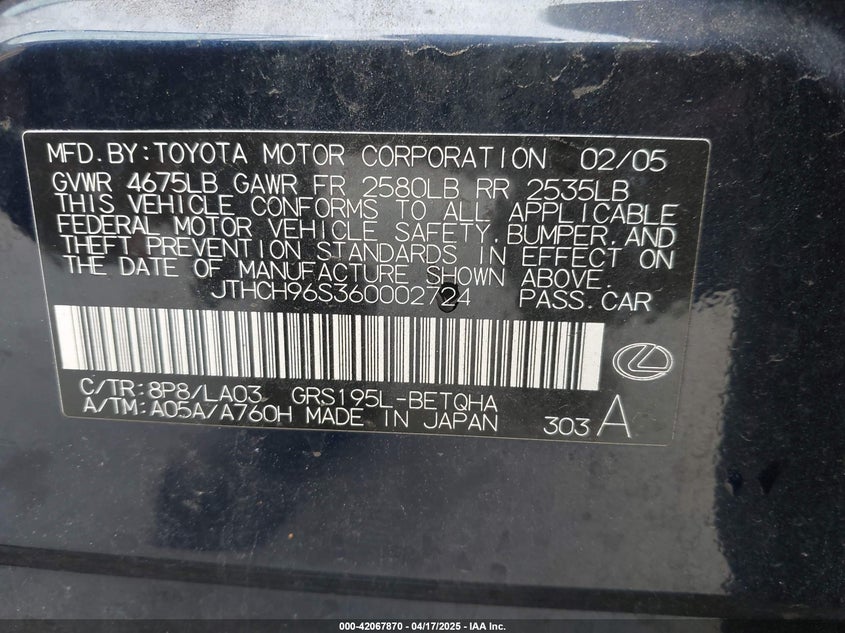 MFD.BY:TOYOTA MOTOR CORPORATION 02/05
GVWR 4675LB GAWR FR 2580LB RR 2535LB
THIS VEHICLE CONFORMS TO ALL APPLICABLE
FEDERAL MOTOR VEHICLE SAFETY,BUMPER,AND
THEFT PREVENTION STANDARDS IN EFFECT ON
THE DATE OF MANUFACTURE SHOWN ABOVE.
JTHCH96S360002724 PASS.CAR
C/TR:8P8/LA03 GRS195L-BETQHA
A/TM:A05A/A760H MADE IN JAPAN 303 A
000-42067870 - 04/17/2025 - IAA Inc.